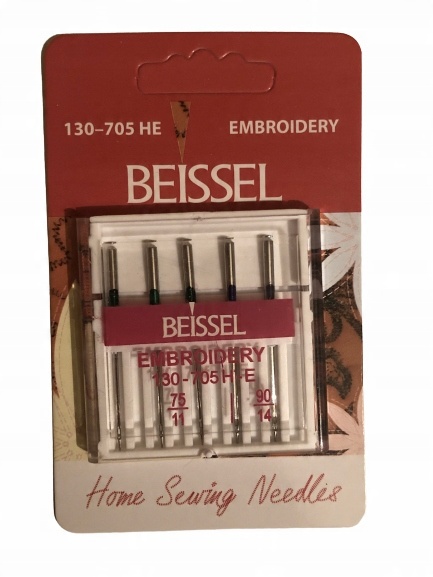 130-705 HE EMBROIDERY
BEISSEL
BEISSEL
EMBROIDERY
130-705 H-E
75 90
11 14
Home Sewing Needles